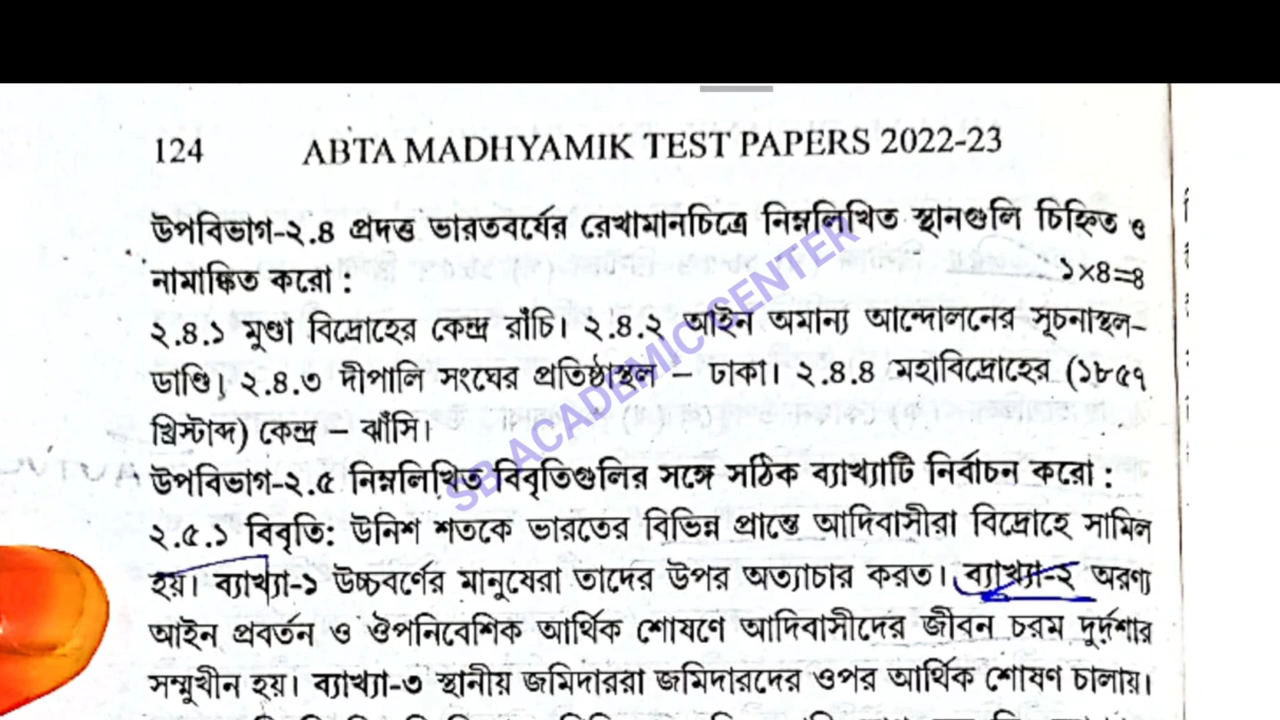 124 ABTA MADHYAMIK TEST PAPERS 2022-23
উপবিভাগ-২.৪ প্রদত্ত ভারতবর্ষের রেখামানচিত্রে নিম্নলিখিত স্থানগুলি চিহ্নিত ও
নামাঙ্কিত করো : ১×৪=৪
২.৪.১ মুণ্ডা বিদ্রোহের কেন্দ্র রাঁচি। ২.৪.২ আইন অমান্য আন্দোলনের সূচনাস্থল–
ডাণ্ডি। ২.৪.৩ দীপালি সংঘের প্রতিষ্ঠাস্থল – ঢাকা। ২.৪.৪ মহাবিদ্রোহের (১৮৫৭
খ্রিস্টাব্দ) কেন্দ্র – ঝাঁসি।
SB ACADEMIC CENTER
উপবিভাগ-২.৫ নিম্নলিখিত বিবৃতিগুলির সঙ্গে সঠিক ব্যাখ্যাটি নির্বাচন করো :
২.৫.১ বিবৃতি: উনিশ শতকে ভারতের বিভিন্ন প্রান্তে আদিবাসীরা বিদ্রোহে সামিল
হয়। ব্যাখ্যা-১ উচ্চবর্ণের মানুষেরা তাদের উপর অত্যাচার করত। ব্যাখ্যা-২ অরণ্য
আইন প্রবর্তন ও ঔপনিবেশিক আর্থিক শোষণে আদিবাসীদের জীবন চরম দুর্দশার
সম্মুখীন হয়। ব্যাখ্যা-৩ স্থানীয় জমিদাররা জমিদারদের ওপর আর্থিক শোষণ চালায়।